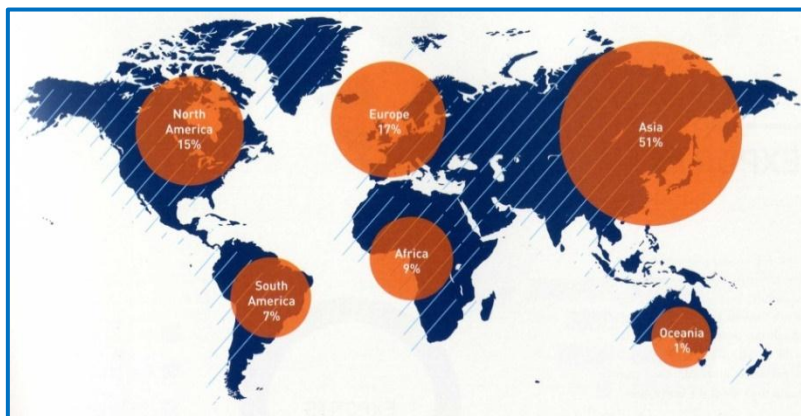 North
America
15%
Europe
17%
Asia
51%
Africa
9%
South
America
7%
Oceania
1%